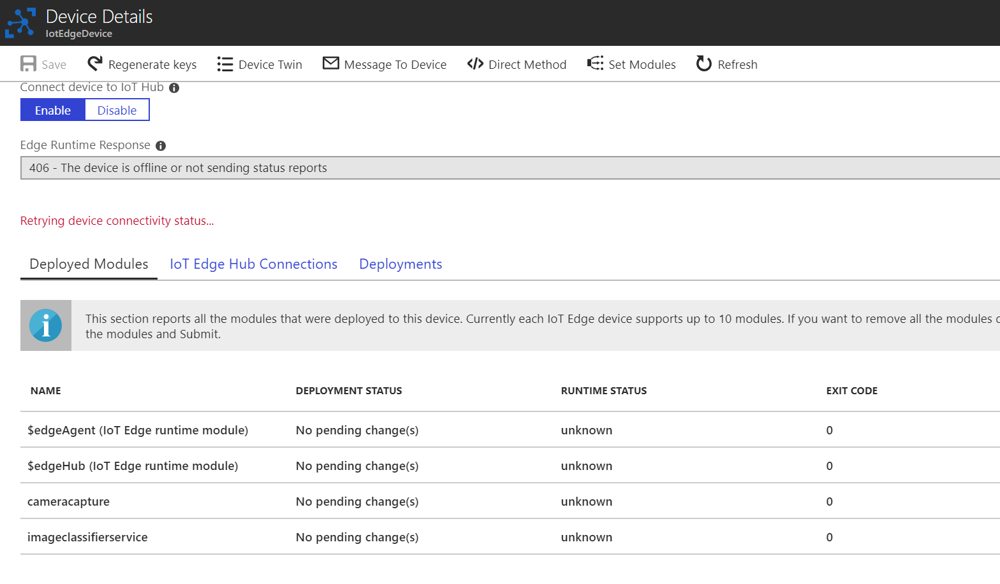 Device Details
IotEdgeDevice
Save Regenerate keys Device Twin Message To Device Direct Method Set Modules Refresh
Connect device to IoT Hub
Enable Disable
Edge Runtime Response
406 - The device is offline or not sending status reports
Retrying device connectivity status...
Deployed Modules IoT Edge Hub Connections Deployments
This section reports all the modules that were deployed to this device. Currently each IoT Edge device supports up to 10 modules. If you want to remove all the modules
the modules and Submit.
NAME DEPLOYMENT STATUS RUNTIME STATUS EXIT CODE
$edgeAgent (IoT Edge runtime module) No pending change(s) unknown 0
$edgeHub (IoT Edge runtime module) No pending change(s) unknown 0
cameracapture No pending change(s) unknown 0
imageclassifierservice No pending change(s) unknown 0